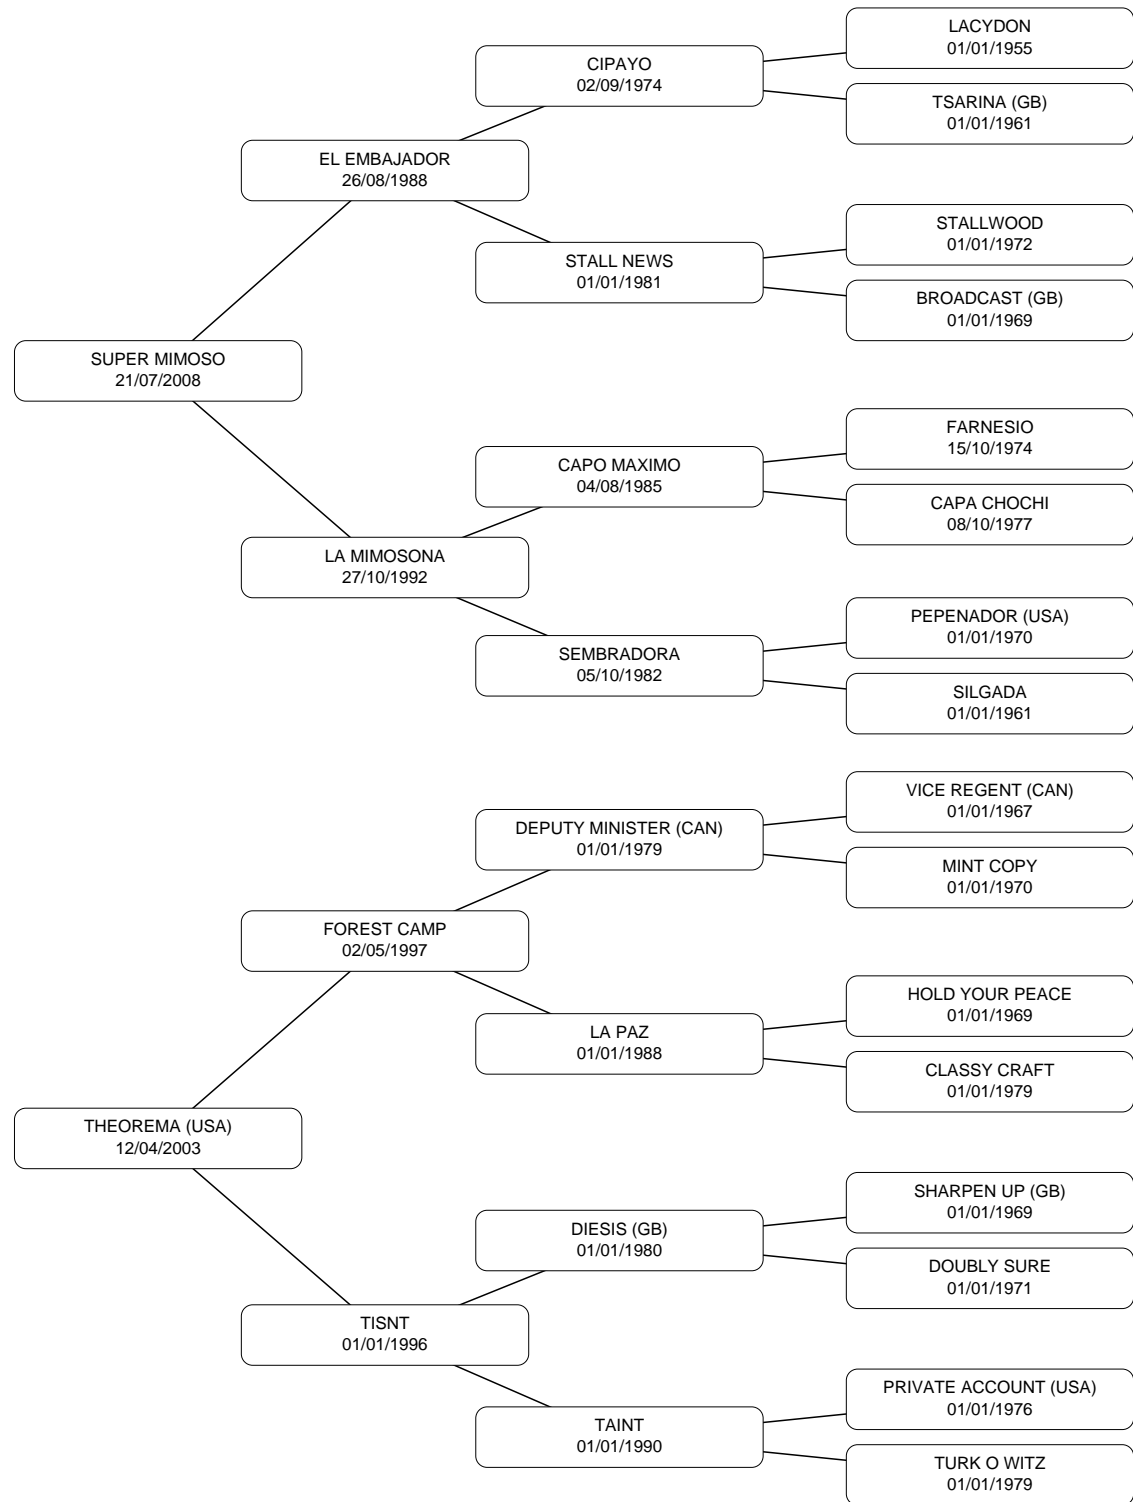 LACYDON
01/01/1955
CIPAYO
02/09/1974
TSARINA (GB)
01/01/1961
EL EMBAJADOR
26/08/1988
STALLWOOD
01/01/1972
STALL NEWS
01/01/1981
BROADCAST (GB)
01/01/1969
SUPER MIMOSO
21/07/2008
FARNESIO
15/10/1974
CAPO MAXIMO
04/08/1985
CAPA CHOCHI
08/10/1977
LA MIMOSONA
27/10/1992
PEPENADOR (USA)
01/01/1970
SEMBRADORA
05/10/1982
SILGADA
01/01/1961
VICE REGENT (CAN)
01/01/1967
DEPUTY MINISTER (CAN)
01/01/1979
MINT COPY
01/01/1970
FOREST CAMP
02/05/1997
HOLD YOUR PEACE
01/01/1969
LA PAZ
01/01/1988
CLASSY CRAFT
01/01/1979
THEOREMA (USA)
12/04/2003
SHARPEN UP (GB)
01/01/1969
DIESIS (GB)
01/01/1980
DOUBLY SURE
01/01/1971
TISNT
01/01/1996
PRIVATE ACCOUNT (USA)
01/01/1976
TAINT
01/01/1990
TURK O WITZ
01/01/1979